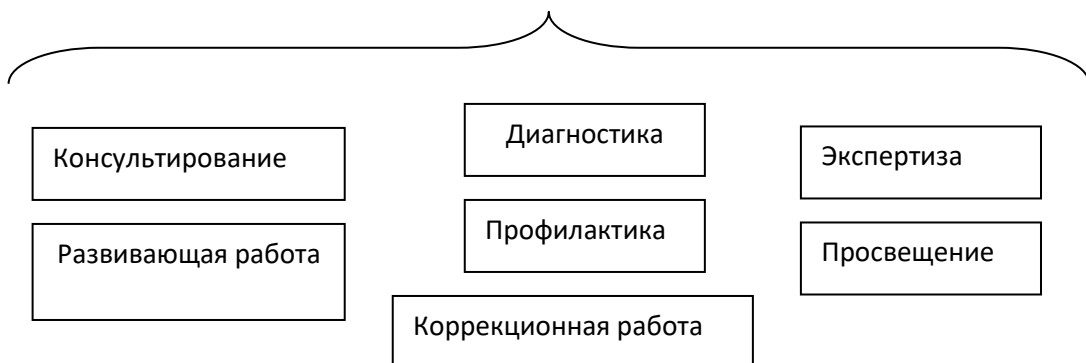 Консультирование
Диагностика
Экспертиза
Развивающая работа
Профилактика
Просвещение
Коррекционная работа